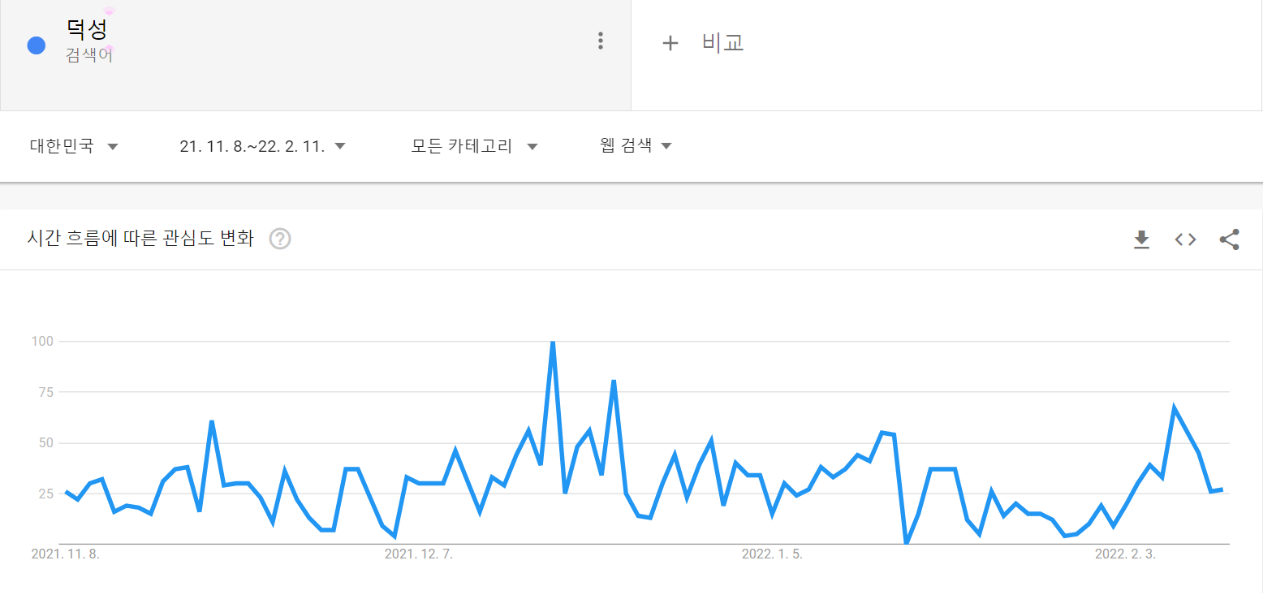 덕성
검색어
+ 비교
대한민국
21. 11. 8.~22. 2. 11.
모든 카테고리
웹 검색
시간 흐름에 따른 관심도 변화
?
100
75
50
25
2021. 11. 8.
2021. 12. 7.
2022. 1. 5.
2022. 2. 3.